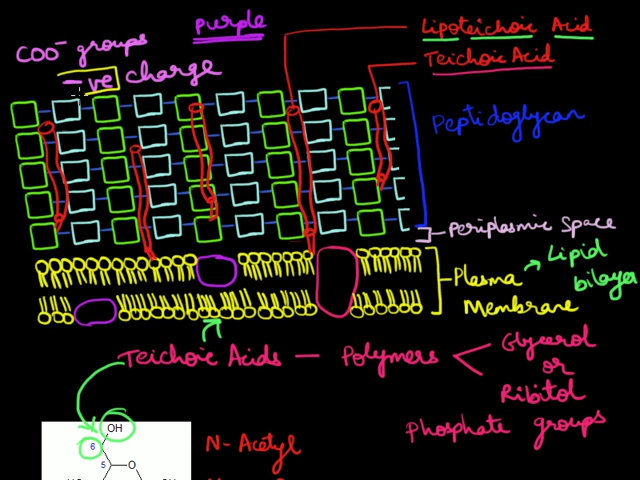 purple
COO⁻ groups
-ve charge
Lipoteichoic Acid
Teichoic Acid
Peptidoglycan
Periplasmic Space
Plasma
Membrane
Lipid
bilayer
Teichoic Acids — Polymers
Glycerol
or
Ribitol
Phosphate groups
OH
6
5
O
N-Acetyl